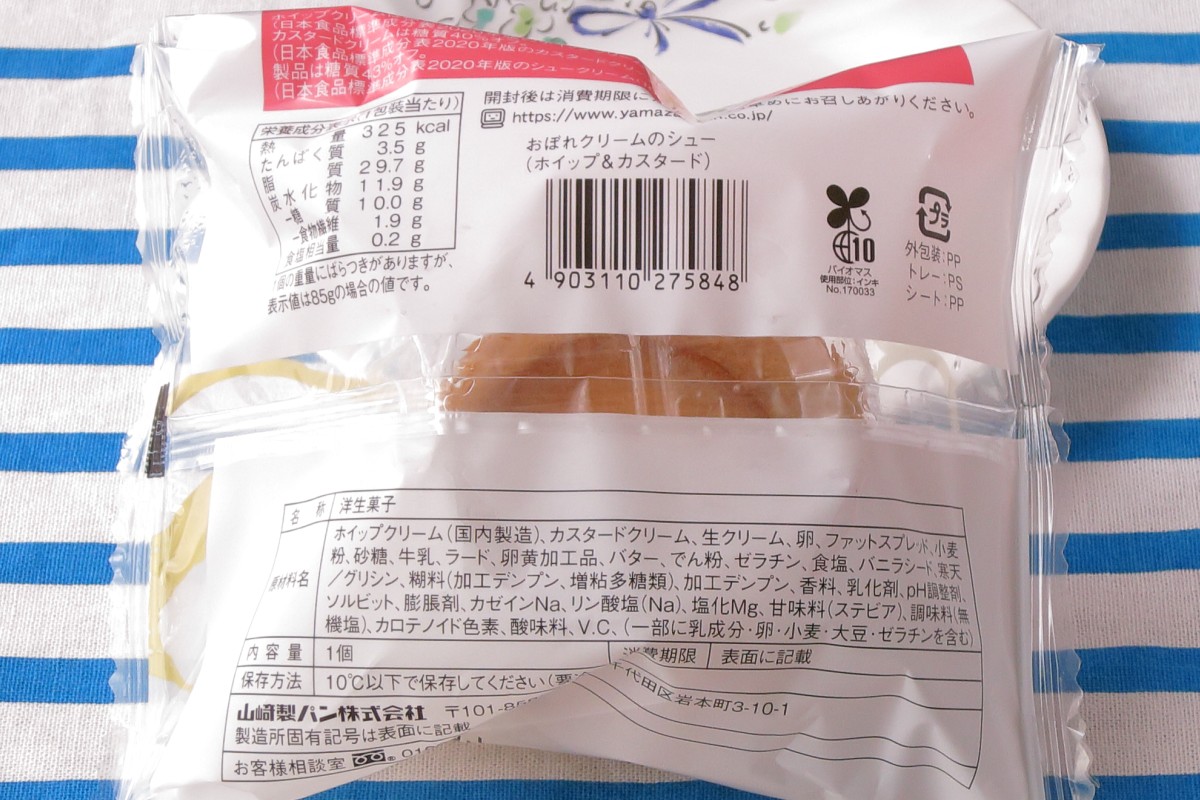 ホイップクリーム
(日本食品標準成分表
カスタードクリームは糖質40%オフ
(日本食品標準成分表2020年版のカスタードク
製品は糖質43%オフ。
(日本食品標準成分表2020年版のシュークリーム
開封後は消費期限に めにお召しあがりください。
https://www.yamaza n.co.jp/
栄養成分表示(1包装当たり)
熱量 325 kcal
たんぱく質 3.5 g
脂質 29.7 g
炭水化物 11.9 g
-糖質 10.0 g
-食物繊維 1.9 g
食塩相当量 0.2 g
個の重量にばらつきがありますが、
表示値は85gの場合の値です。
おぼれクリームのシュー
(ホイップ&カスタード)
4 903110 275848
10
バイオマス
使用部位:インキ
No.170033
プラ
外包装:PP
トレー:PS
シート:PP
名称 洋生菓子
原材料名 ホイップクリーム(国内製造)、カスタードクリーム、生クリーム、卵、ファットスプレッド、小麦
粉、砂糖、牛乳、ラード、卵黄加工品、バター、でん粉、ゼラチン、食塩、バニラシード、寒天
/グリシン、糊料(加工デンプン、増粘多糖類)、加工デンプン、香料、乳化剤、pH調整剤、
ソルビット、膨脹剤、カゼインNa、リン酸塩(Na)、塩化Mg、甘味料(ステビア)、調味料(無
機塩)、カロテノイド色素、酸味料、V.C、(一部に乳成分・卵・小麦・大豆・ゼラチンを含む)
内容量 1個 消費期限 表面に記載
保存方法 10℃以下で保存してください(要
山崎製パン株式会社 〒101-8 代田区岩本町3-10-1
製造所固有記号は表面に記載
お客様相談室